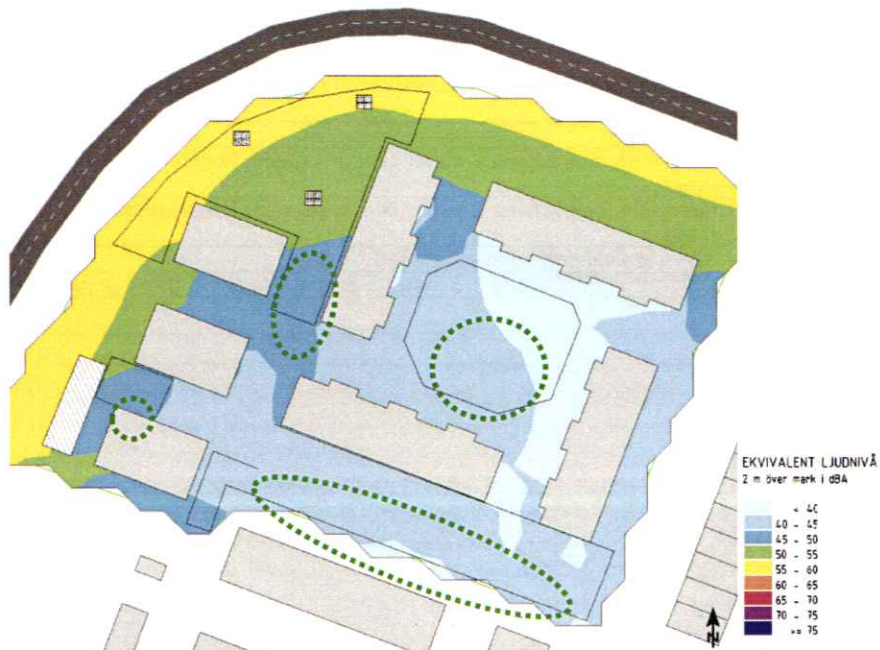 EKVIVALENT LJUDNIVÅ
2 m över mark i dBA
< 40
40 - 45
45 - 50
50 - 55
55 - 60
60 - 65
65 - 70
70 - 75
>= 75
N